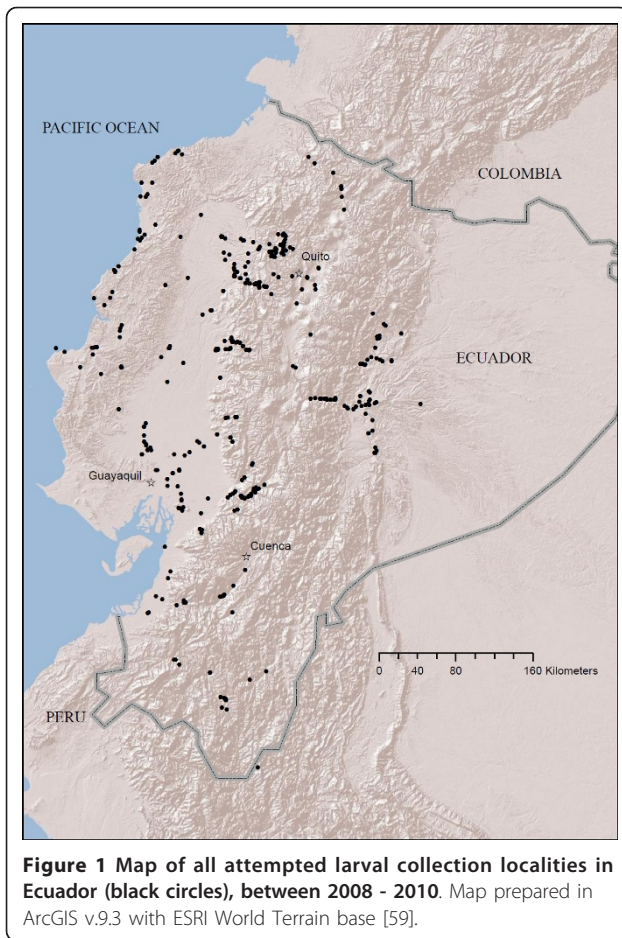 PACIFIC OCEAN
COLOMBIA
Quito
ECUADOR
Guayaquil
Cuenca
0 40 80 160 Kilometers
PERU
Figure 1 Map of all attempted larval collection localities in
Ecuador (black circles), between 2008 - 2010. Map prepared in
ArcGIS v.9.3 with ESRI World Terrain base [59].